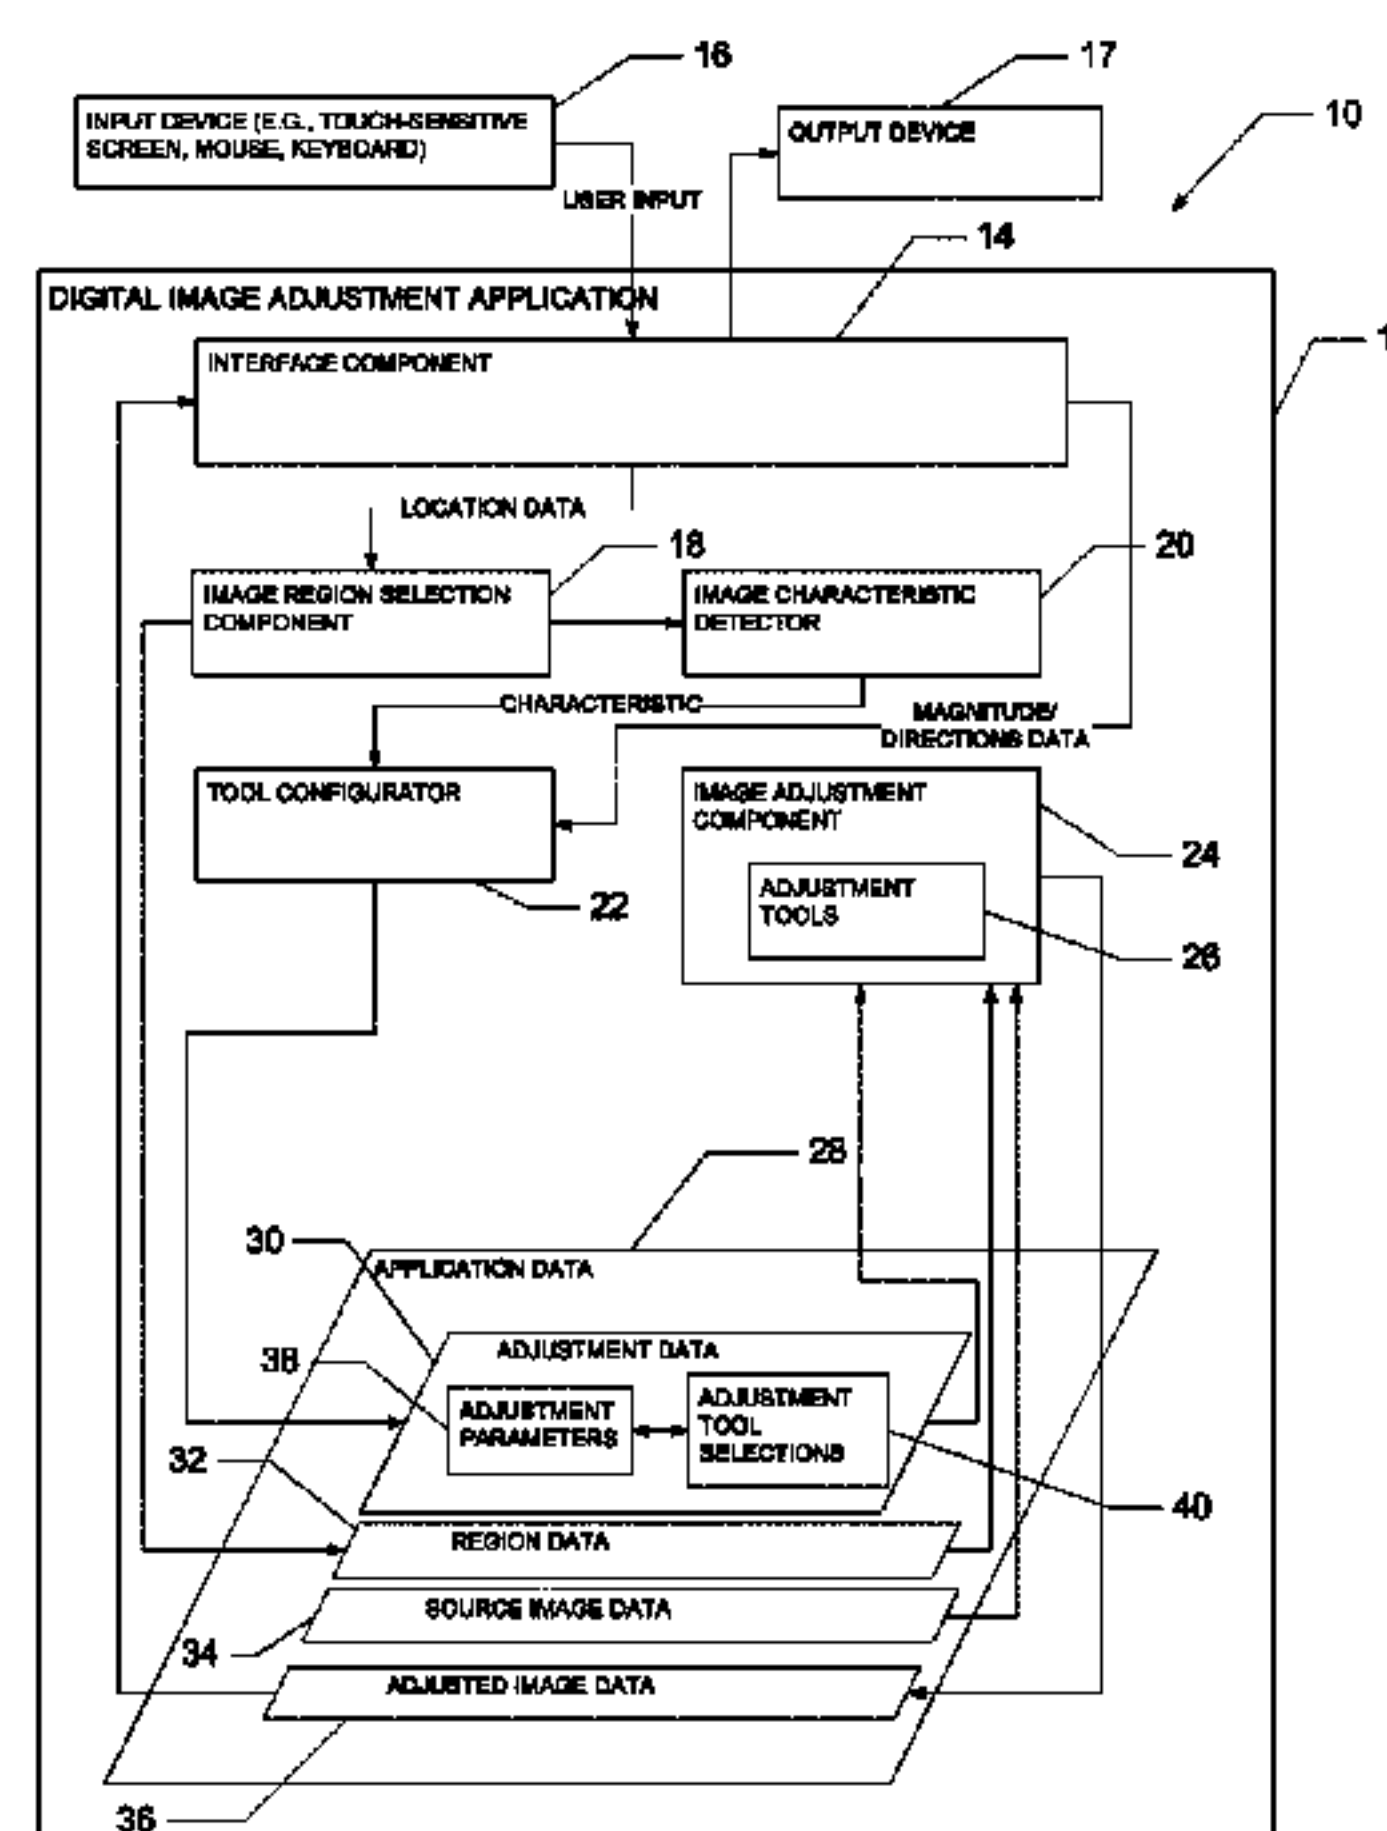 16
17
INPUT DEVICE (E.G., TOUCH-SENSITIVE
SCREEN, MOUSE, KEYBOARD)
OUTPUT DEVICE
10
USER INPUT
14
DIGITAL IMAGE ADJUSTMENT APPLICATION
INTERFACE COMPONENT
LOCATION DATA
18
20
IMAGE REGION SELECTION
COMPONENT
IMAGE CHARACTERISTIC
DETECTOR
CHARACTERISTIC
MAGNITUDE/
DIRECTIONS DATA
TOOL CONFIGURATOR
IMAGE ADJUSTMENT
COMPONENT
24
ADJUSTMENT
TOOLS
22
26
28
30
APPLICATION DATA
ADJUSTMENT DATA
38
ADJUSTMENT
PARAMETERS
ADJUSTMENT
TOOL
SELECTIONS
32
40
REGION DATA
SOURCE IMAGE DATA
34
ADJUSTED IMAGE DATA
36